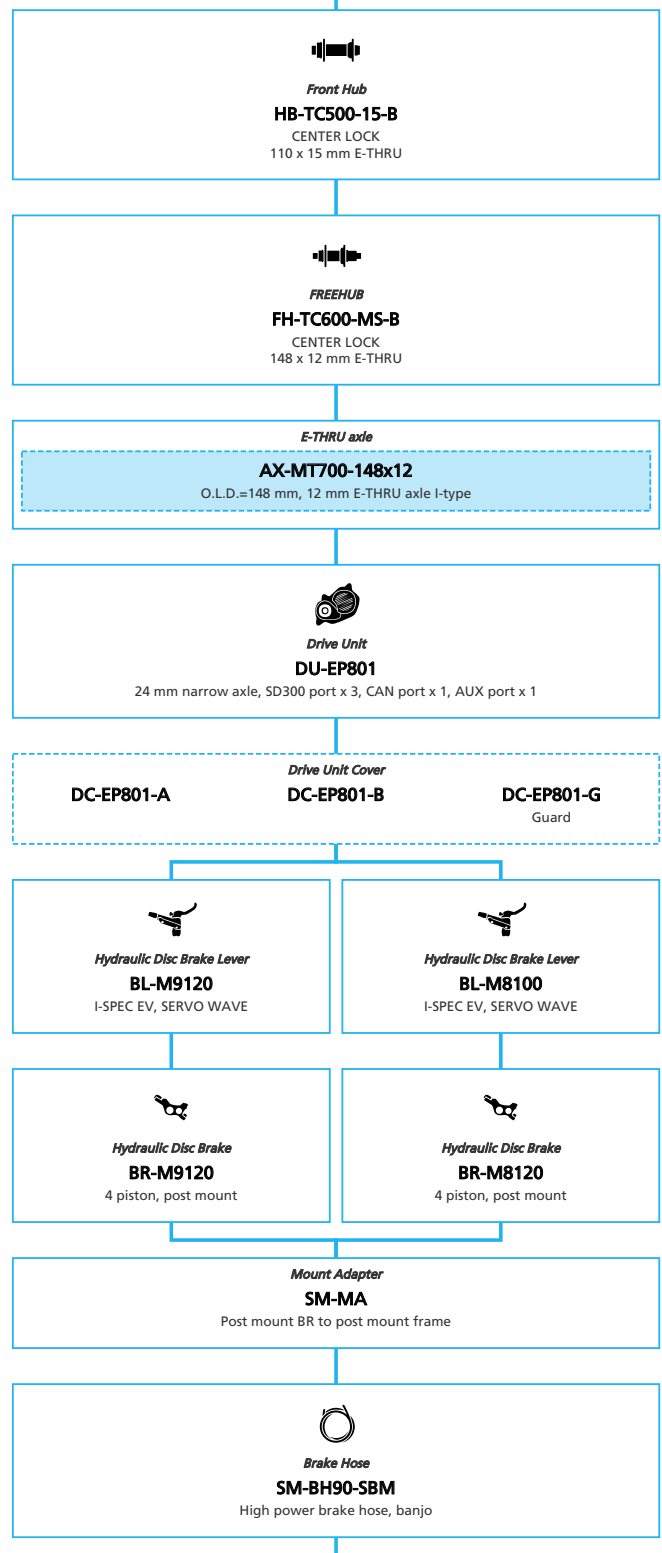 Front Hub
HB-TC500-15-B
CENTER LOCK
110 x 15 mm E-THRU
FREEHUB
FH-TC600-MS-B
CENTER LOCK
148 x 12 mm E-THRU
E-THRU axle
AX-MT700-148x12
O.L.D.=148 mm, 12 mm E-THRU axle I-type
Drive Unit
DU-EP801
24 mm narrow axle, SD300 port x 3, CAN port x 1, AUX port x 1
Drive Unit Cover
DC-EP801-A
DC-EP801-B
DC-EP801-G
Guard
Hydraulic Disc Brake Lever
BL-M9120
I-SPEC EV, SERVO WAVE
Hydraulic Disc Brake Lever
BL-M8100
I-SPEC EV, SERVO WAVE
Hydraulic Disc Brake
BR-M9120
4 piston, post mount
Hydraulic Disc Brake
BR-M8120
4 piston, post mount
Mount Adapter
SM-MA
Post mount BR to post mount frame
Brake Hose
SM-BH90-SBM
High power brake hose, banjo